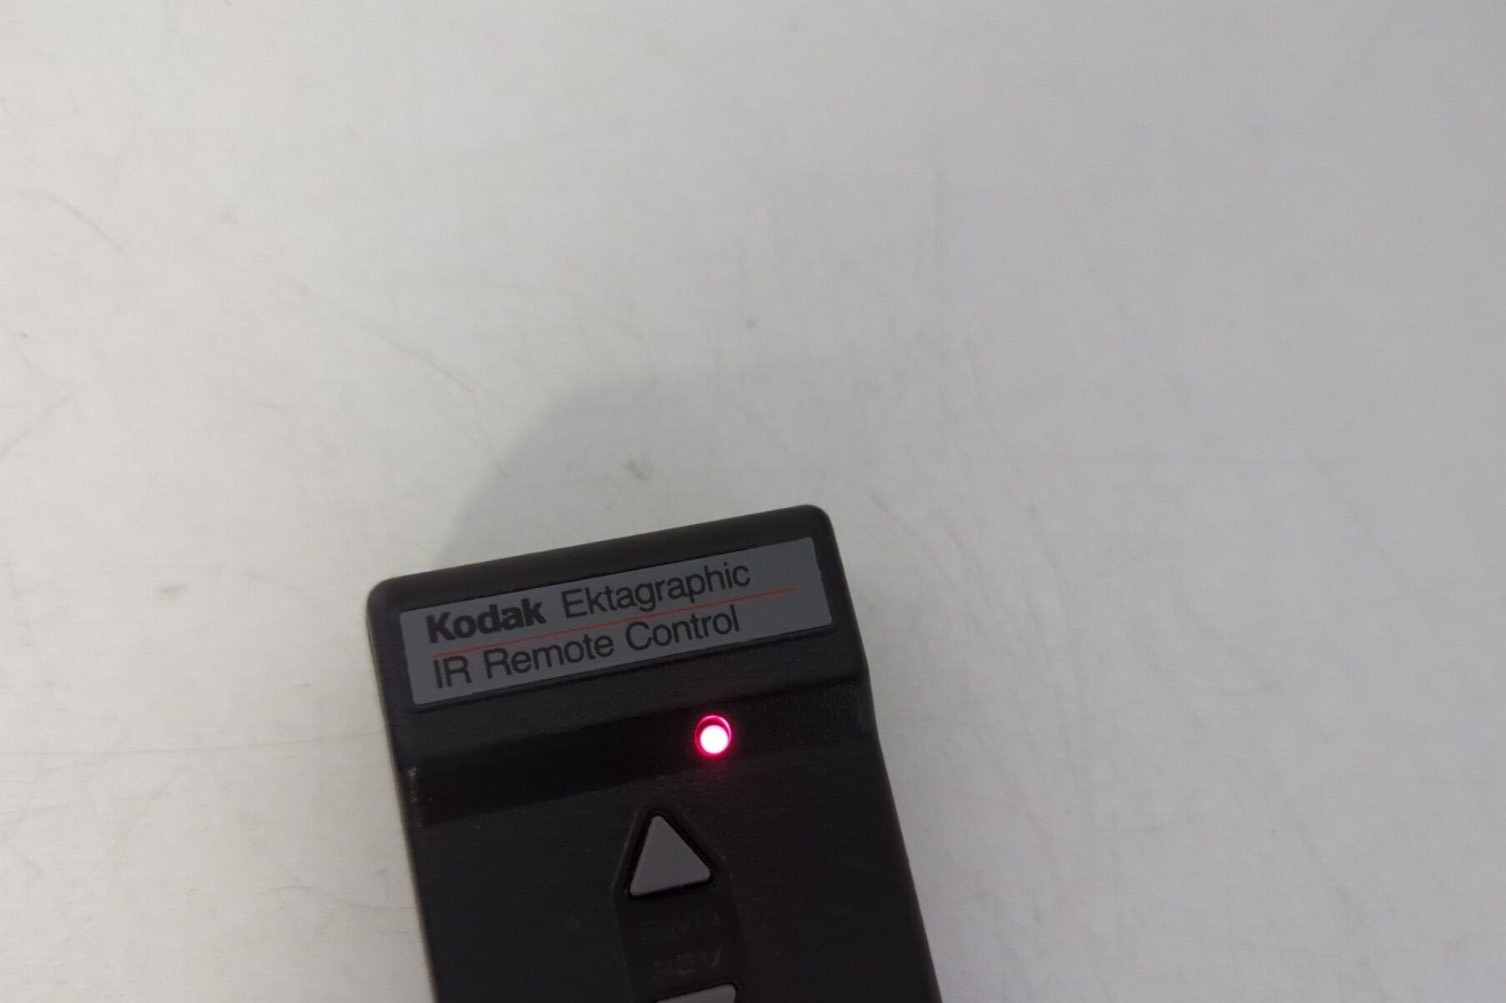 Kodak Ektagraphic
IR Remote Control